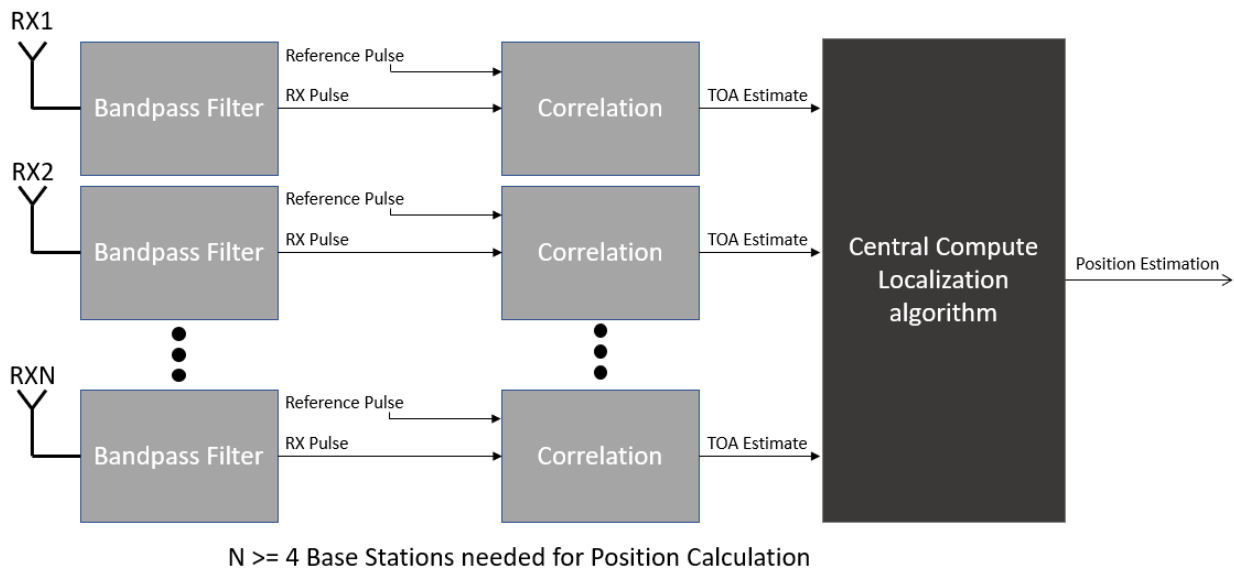 RX1
Bandpass Filter
Reference Pulse
RX Pulse
Correlation
TOA Estimate
RX2
Bandpass Filter
Reference Pulse
RX Pulse
Correlation
TOA Estimate
Central Compute
Localization
algorithm
Position Estimation
RXN
Bandpass Filter
Reference Pulse
RX Pulse
Correlation
TOA Estimate
N >= 4 Base Stations needed for Position Calculation